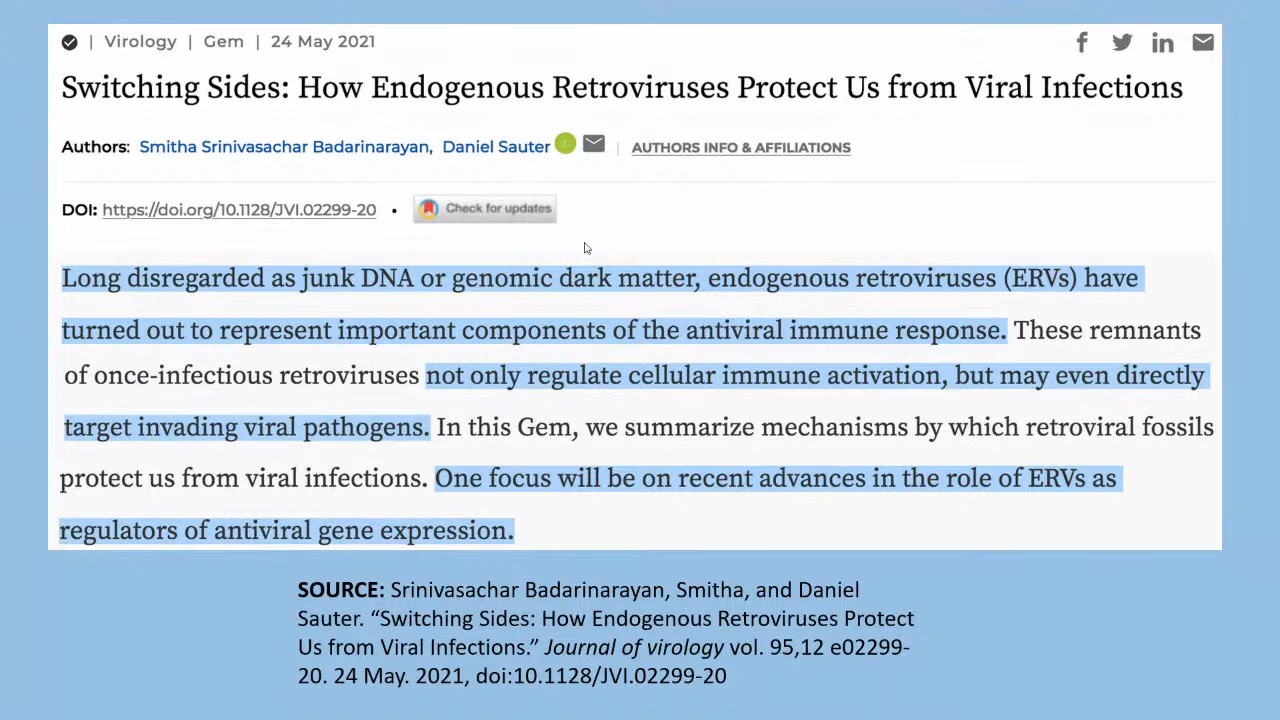 | Virology | Gem | 24 May 2021
Switching Sides: How Endogenous Retroviruses Protect Us from Viral Infections
Authors: Smitha Srinivasachar Badarinarayan, Daniel Sauter | AUTHORS INFO & AFFILIATIONS
DOI: https://doi.org/10.1128/JVI.02299-20 • Check for updates
Long disregarded as junk DNA or genomic dark matter, endogenous retroviruses (ERVs) have
turned out to represent important components of the antiviral immune response. These remnants
of once-infectious retroviruses not only regulate cellular immune activation, but may even directly
target invading viral pathogens. In this Gem, we summarize mechanisms by which retroviral fossils
protect us from viral infections. One focus will be on recent advances in the role of ERVs as
regulators of antiviral gene expression.
SOURCE: Srinivasachar Badarinarayan, Smitha, and Daniel
Sauter. “Switching Sides: How Endogenous Retroviruses Protect
Us from Viral Infections.” Journal of virology vol. 95,12 e02299-
20. 24 May. 2021, doi:10.1128/JVI.02299-20